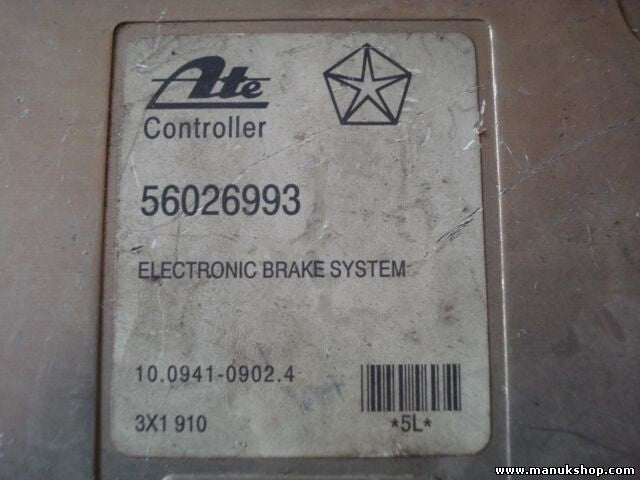 Ate
Controller
56026993
ELECTRONIC BRAKE SYSTEM
10.0941-0902.4
3X1 910
*5L*
www.manukshop.com